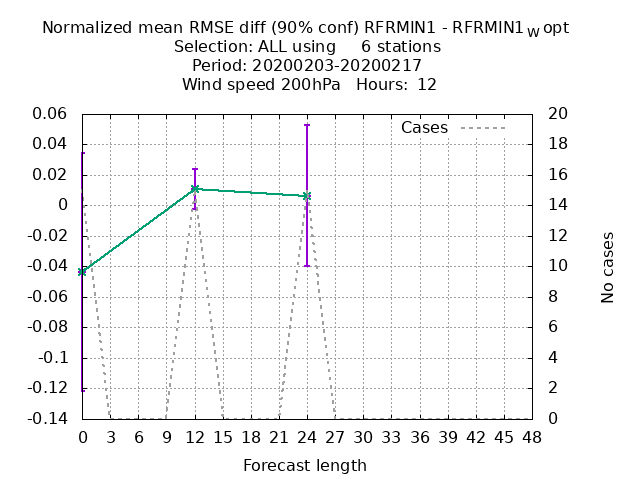 Normalized mean RMSE diff (90% conf) RFRMIN1 - RFRMIN1W opt
Selection: ALL using 6 stations
Period: 20200203-20200217
Wind speed 200hPa Hours: 12
Cases
0.06
0.04
0.02
0
-0.02
-0.04
-0.06
-0.08
-0.1
-0.12
-0.14
20
18
16
14
12
10
8
6
4
2
0
No cases
0 3 6 9 12 15 18 21 24 27 30 33 36 39 42 45 48
Forecast length